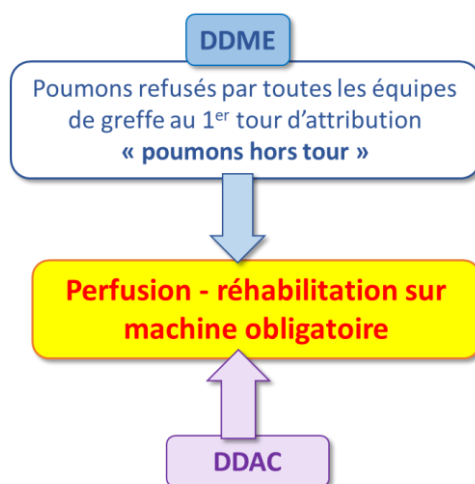 DDME
Poumons refusés par toutes les équipes
de greffe au 1er tour d’attribution
« poumons hors tour »
Perfusion - réhabilitation sur
machine obligatoire
DDAC